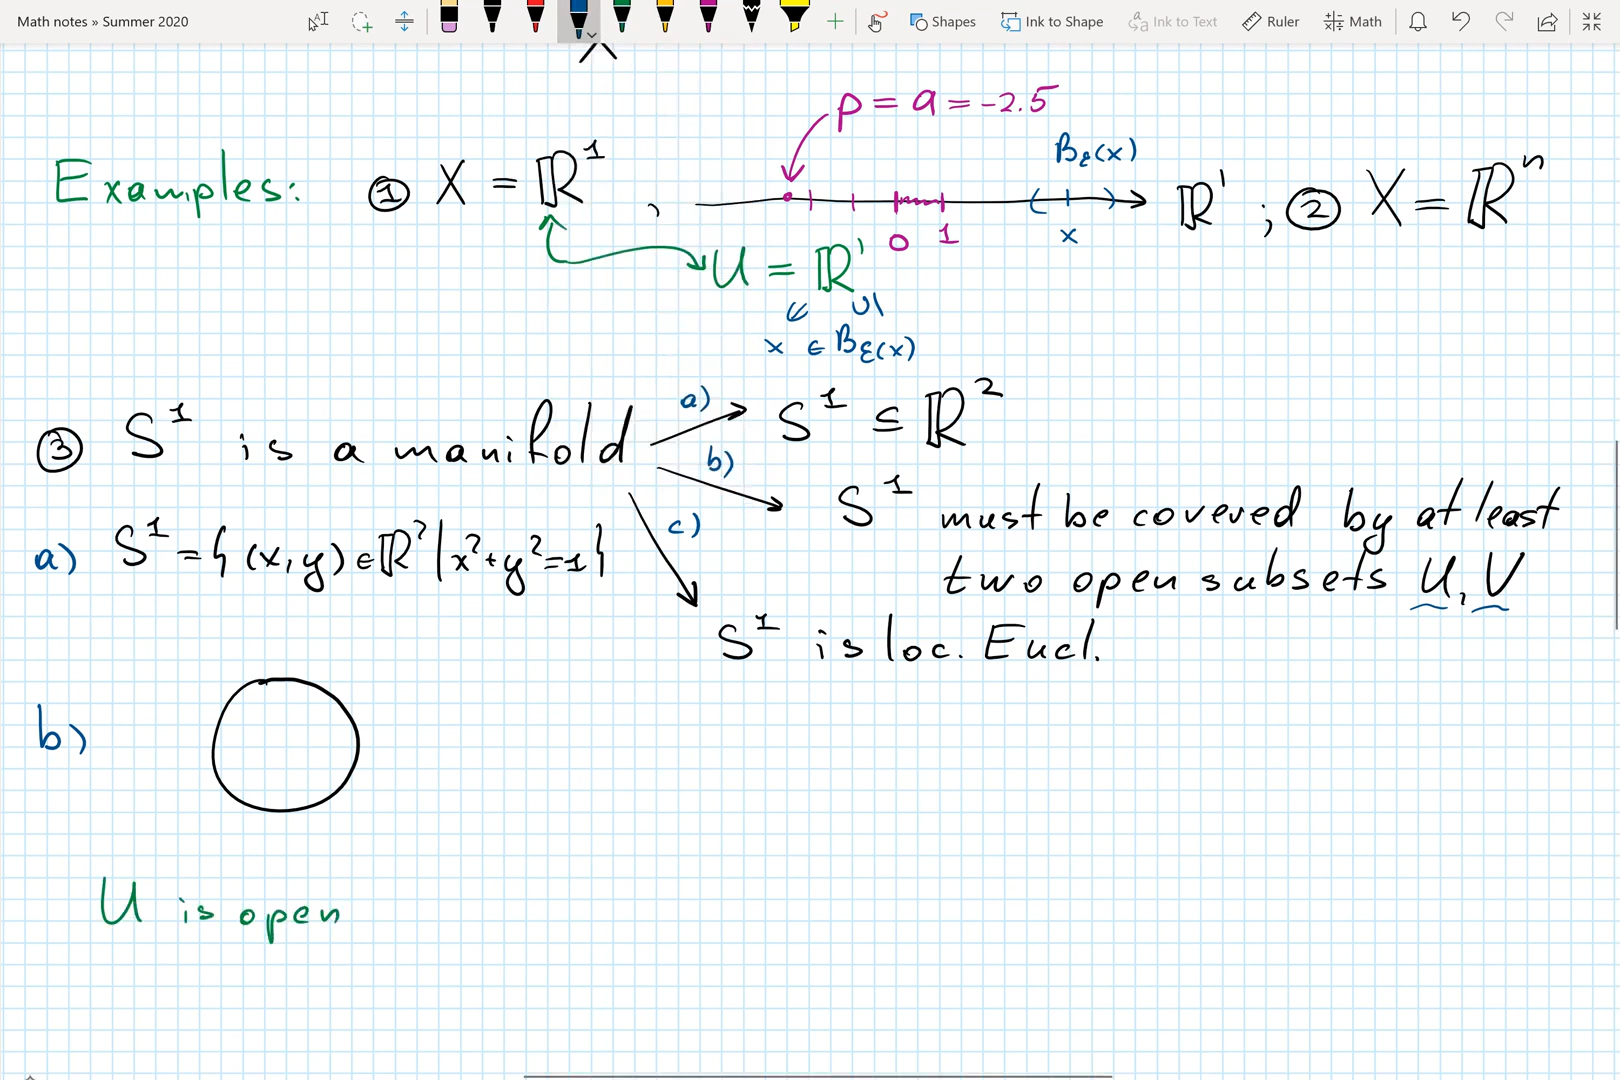 Math notes » Summer 2020
Shapes Ink to Shape Ink to Text Ruler Math
X
p = a = -2.5
Examples: ① X = ℝ¹ , B_ε(x) ℝ¹ ; ② X = ℝⁿ
0 1 x
U = ℝ¹
∪|
x ∈ B_ε(x)
③ S¹ is a manifold a) S¹ ⊆ ℝ²
b) S¹ must be covered by at least
two open subsets U, V
c) S¹ is loc. Eucl.
a) S¹ = { (x, y) ∈ ℝ² | x² + y² = 1 }
b)
U is open